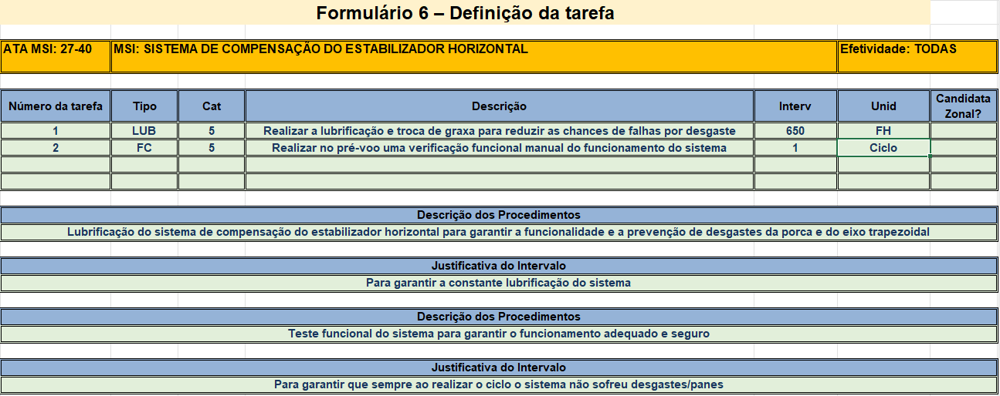 Formulário 6 – Definição da tarefa
ATA MSI: 27-40 MSI: SISTEMA DE COMPENSAÇÃO DO ESTABILIZADOR HORIZONTAL Efetividade: TODAS
Número da tarefa Tipo Cat Descrição Interv Unid Candidata Zonal?
1 LUB 5 Realizar a lubrificação e troca de graxa para reduzir as chances de falhas por desgaste 650 FH
2 FC 5 Realizar no pré-voo uma verificação funcional manual do funcionamento do sistema 1 Ciclo
Descrição dos Procedimentos
Lubrificação do sistema de compensação do estabilizador horizontal para garantir a funcionalidade e a prevenção de desgastes da porca e do eixo trapezoidal
Justificativa do Intervalo
Para garantir a constante lubrificação do sistema
Descrição dos Procedimentos
Teste funcional do sistema para garantir o funcionamento adequado e seguro
Justificativa do Intervalo
Para garantir que sempre ao realizar o ciclo o sistema não sofreu desgastes/panes